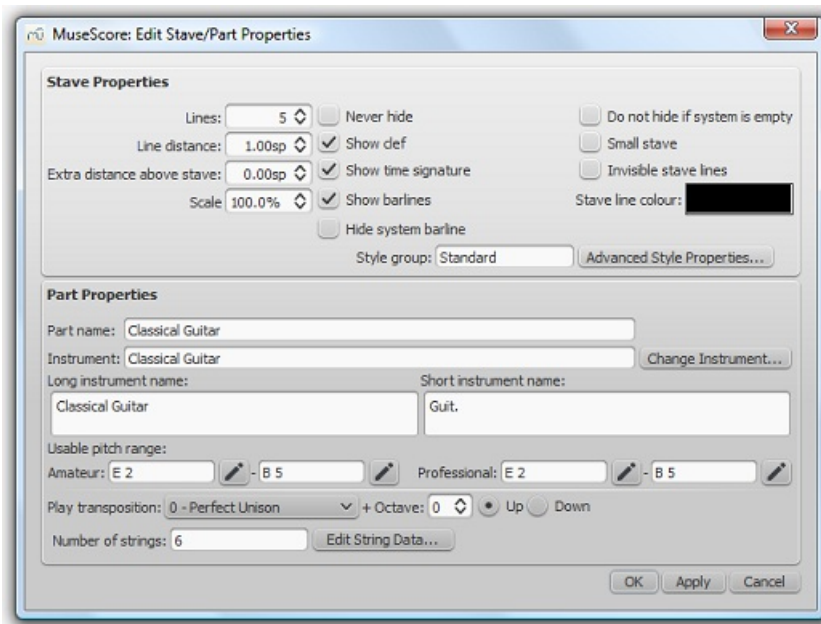 MuseScore: Edit Stave/Part Properties
Stave Properties
Lines: 5 Never hide Do not hide if system is empty
Line distance: 1.00sp Show clef Small stave
Extra distance above stave: 0.00sp Show time signature Invisible stave lines
Scale 100.0% Show barlines Stave line colour:
Hide system barline
Style group: Standard Advanced Style Properties...
Part Properties
Part name: Classical Guitar
Instrument: Classical Guitar Change Instrument...
Long instrument name: Short instrument name:
Classical Guitar Guit.
Usable pitch range:
Amateur: E 2 - B 5 Professional: E 2 - B 5
Play transposition: 0 - Perfect Unison + Octave: 0 Up Down
Number of strings: 6 Edit String Data...
OK Apply Cancel